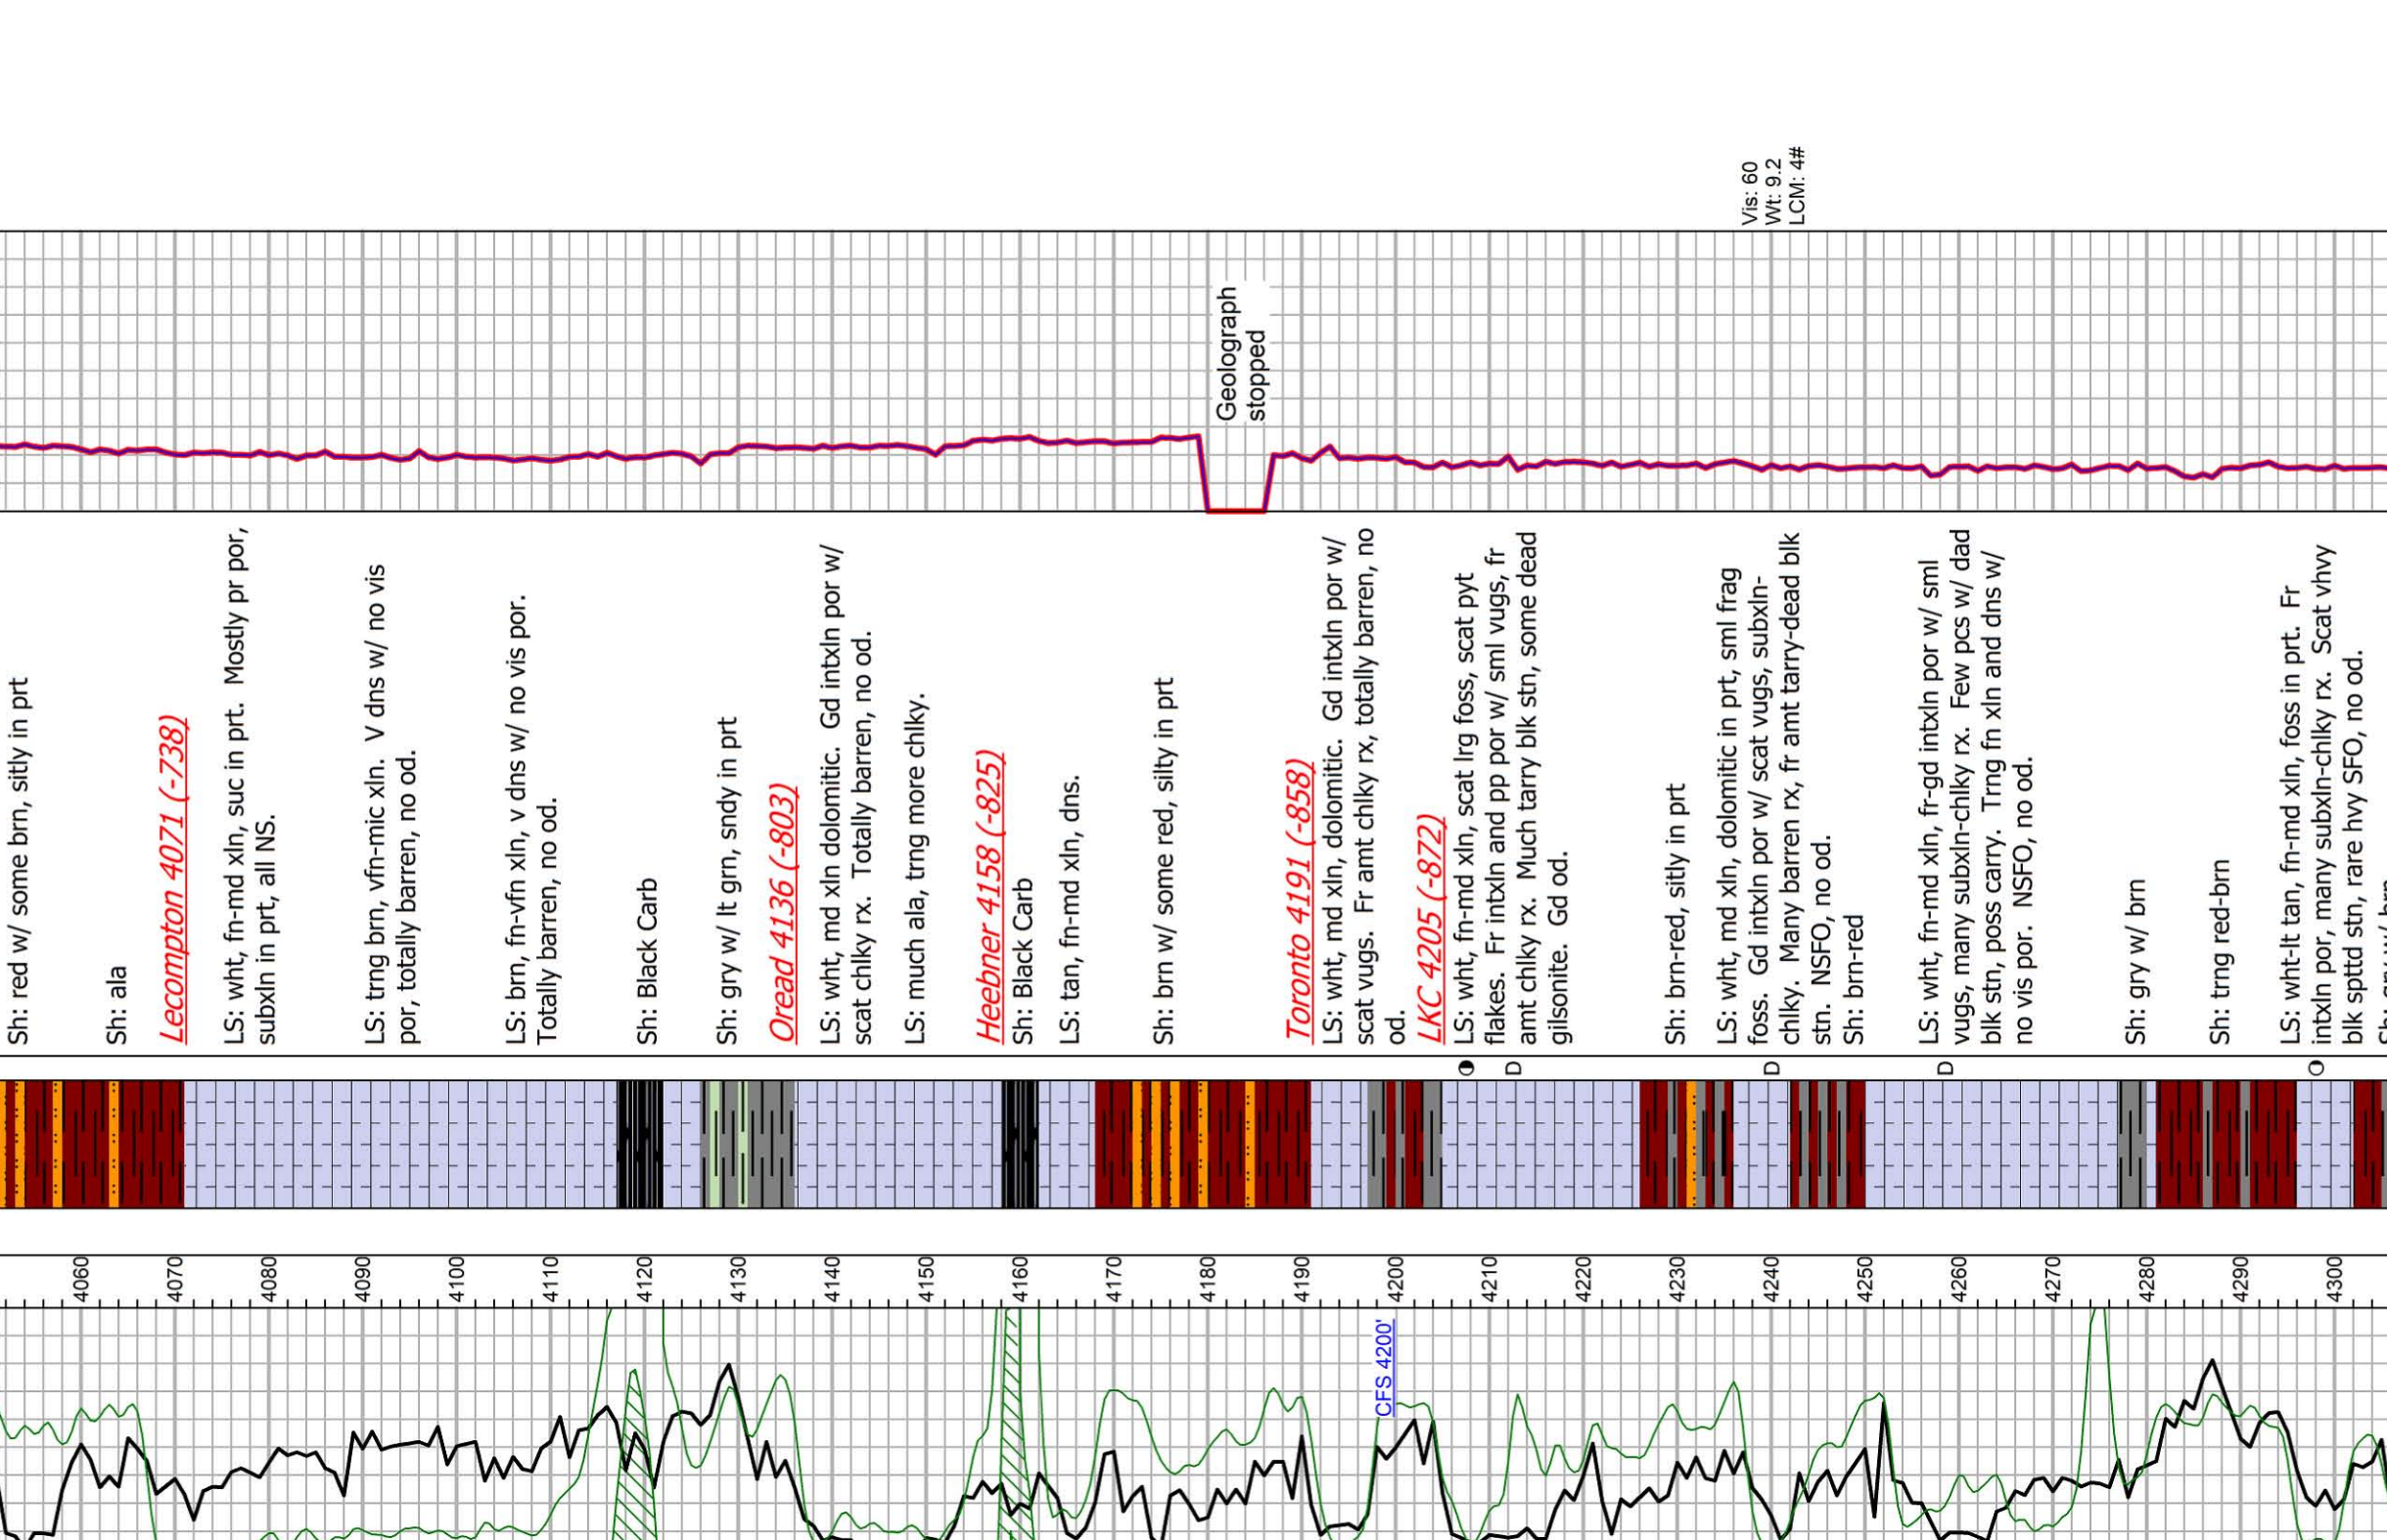 Vis: 60
Wt: 9.2
LCM: 4#
Geolograph
stopped
Sh: red w/ some brn, sitly in prt
Sh: ala
Lecompton 4071 (-738)
LS: wht, fn-md xln, suc in prt. Mostly pr por,
subxln in prt, all NS.
LS: trng brn, vfn-mic xln. V dns w/ no vis
por, totally barren, no od.
LS: brn, fn-vfn xln, v dns w/ no vis por.
Totally barren, no od.
Sh: Black Carb
Sh: gry w/ lt grn, sndy in prt
Oread 4136 (-803)
LS: wht, md xln dolomitic. Gd intxln por w/
scat chlky rx. Totally barren, no od.
LS: much ala, trng more chlky.
Heebner 4158 (-825)
Sh: Black Carb
LS: tan, fn-md xln, dns.
Sh: brn w/ some red, silty in prt
Toronto 4191 (-858)
LS: wht, md xln, dolomitic. Gd intxln por w/
scat vugs. Fr amt chlky rx, totally barren, no
od.
LKC 4205 (-872)
LS: wht, fn-md xln, scat lrg foss, scat pyt
flakes. Fr intxln and pp por w/ sml vugs, fr
amt chlky rx. Much tarry blk stn, some dead
gilsonite. Gd od.
Sh: brn-red, sitly in prt
LS: wht, md xln, dolomitic in prt, sml frag
foss. Gd intxln por w/ scat vugs, subxln-
chlky. Many barren rx, fr amt tarry-dead blk
stn. NSFO, no od.
Sh: brn-red
LS: wht, fn-md xln, fr-gd intxln por w/ sml
vugs, many subxln-chlky rx. Few pcs w/ dad
blk stn, poss carry. Trng fn xln and dns w/
no vis por. NSFO, no od.
Sh: gry w/ brn
Sh: trng red-brn
LS: wht-lt tan, fn-md xln, foss in prt. Fr
intxln por, many subxln-chlky rx. Scat vhvy
blk spttd stn, rare hvy SFO, no od.
Sh: gry w/ brn
D
D
D
4060
4070
4080
4090
4100
4110
4120
4130
4140
4150
4160
4170
4180
4190
4200
4210
4220
4230
4240
4250
4260
4270
4280
4290
4300
CFS 4200'